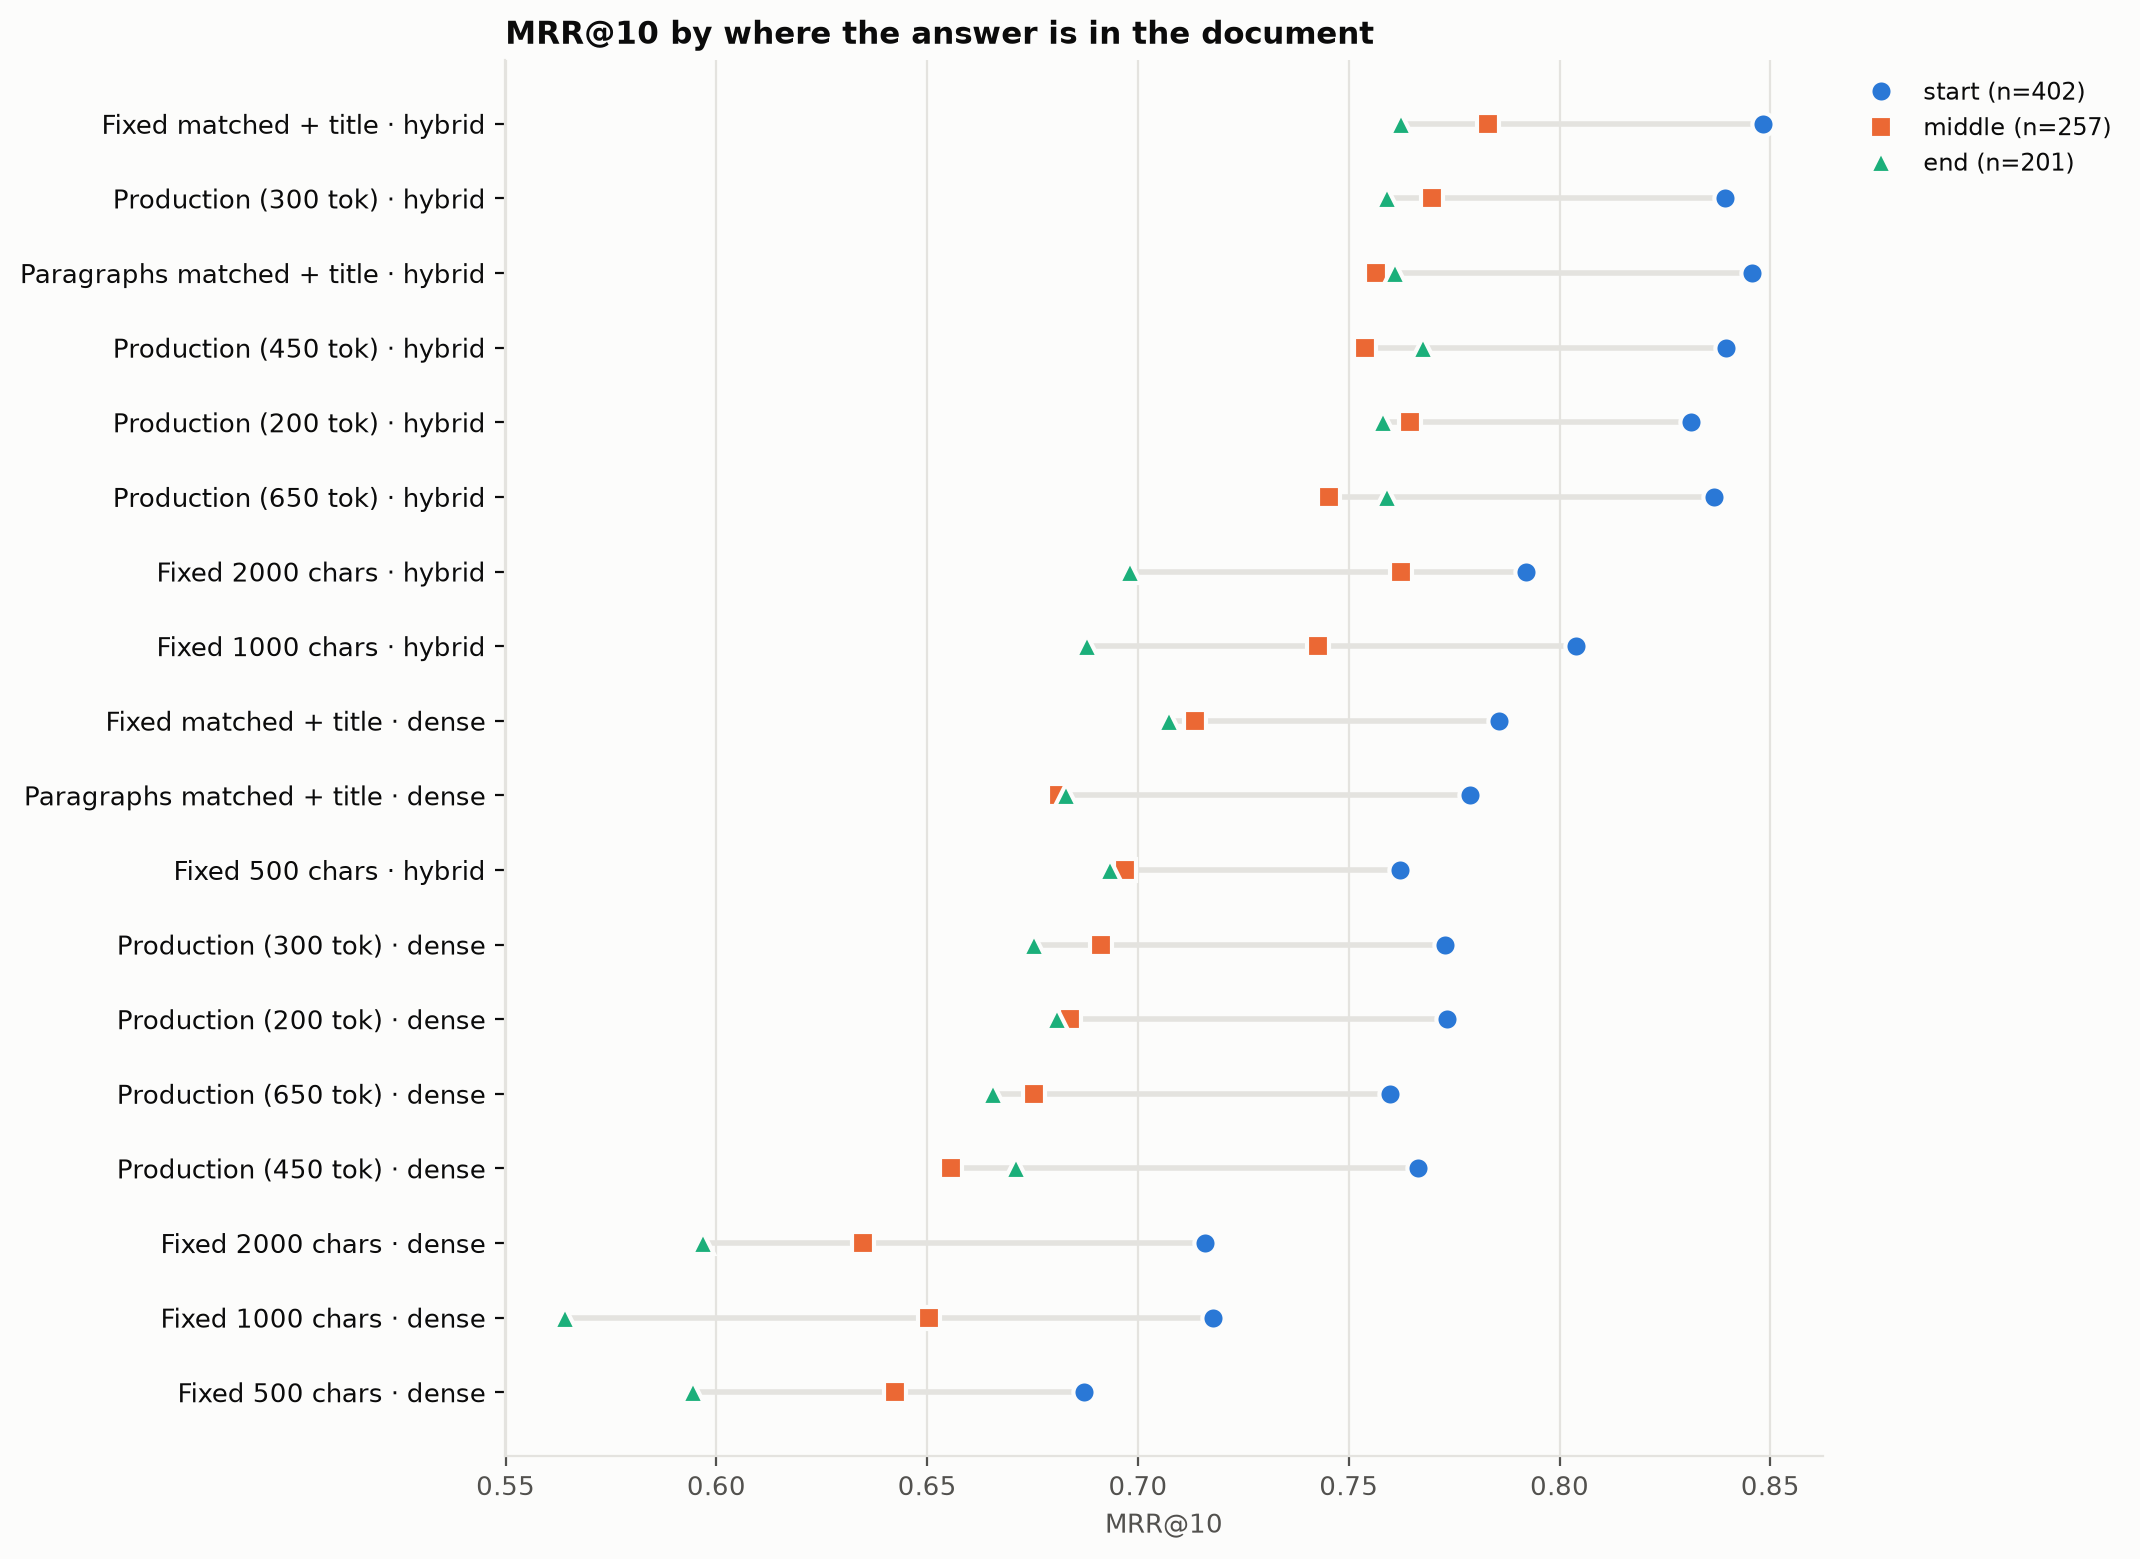 MRR@10 by where the answer is in the document
start (n=402)
middle (n=257)
end (n=201)
Fixed matched + title · hybrid
Production (300 tok) · hybrid
Paragraphs matched + title · hybrid
Production (450 tok) · hybrid
Production (200 tok) · hybrid
Production (650 tok) · hybrid
Fixed 2000 chars · hybrid
Fixed 1000 chars · hybrid
Fixed matched + title · dense
Paragraphs matched + title · dense
Fixed 500 chars · hybrid
Production (300 tok) · dense
Production (200 tok) · dense
Production (650 tok) · dense
Production (450 tok) · dense
Fixed 2000 chars · dense
Fixed 1000 chars · dense
Fixed 500 chars · dense
0.55 0.60 0.65 0.70 0.75 0.80 0.85
MRR@10